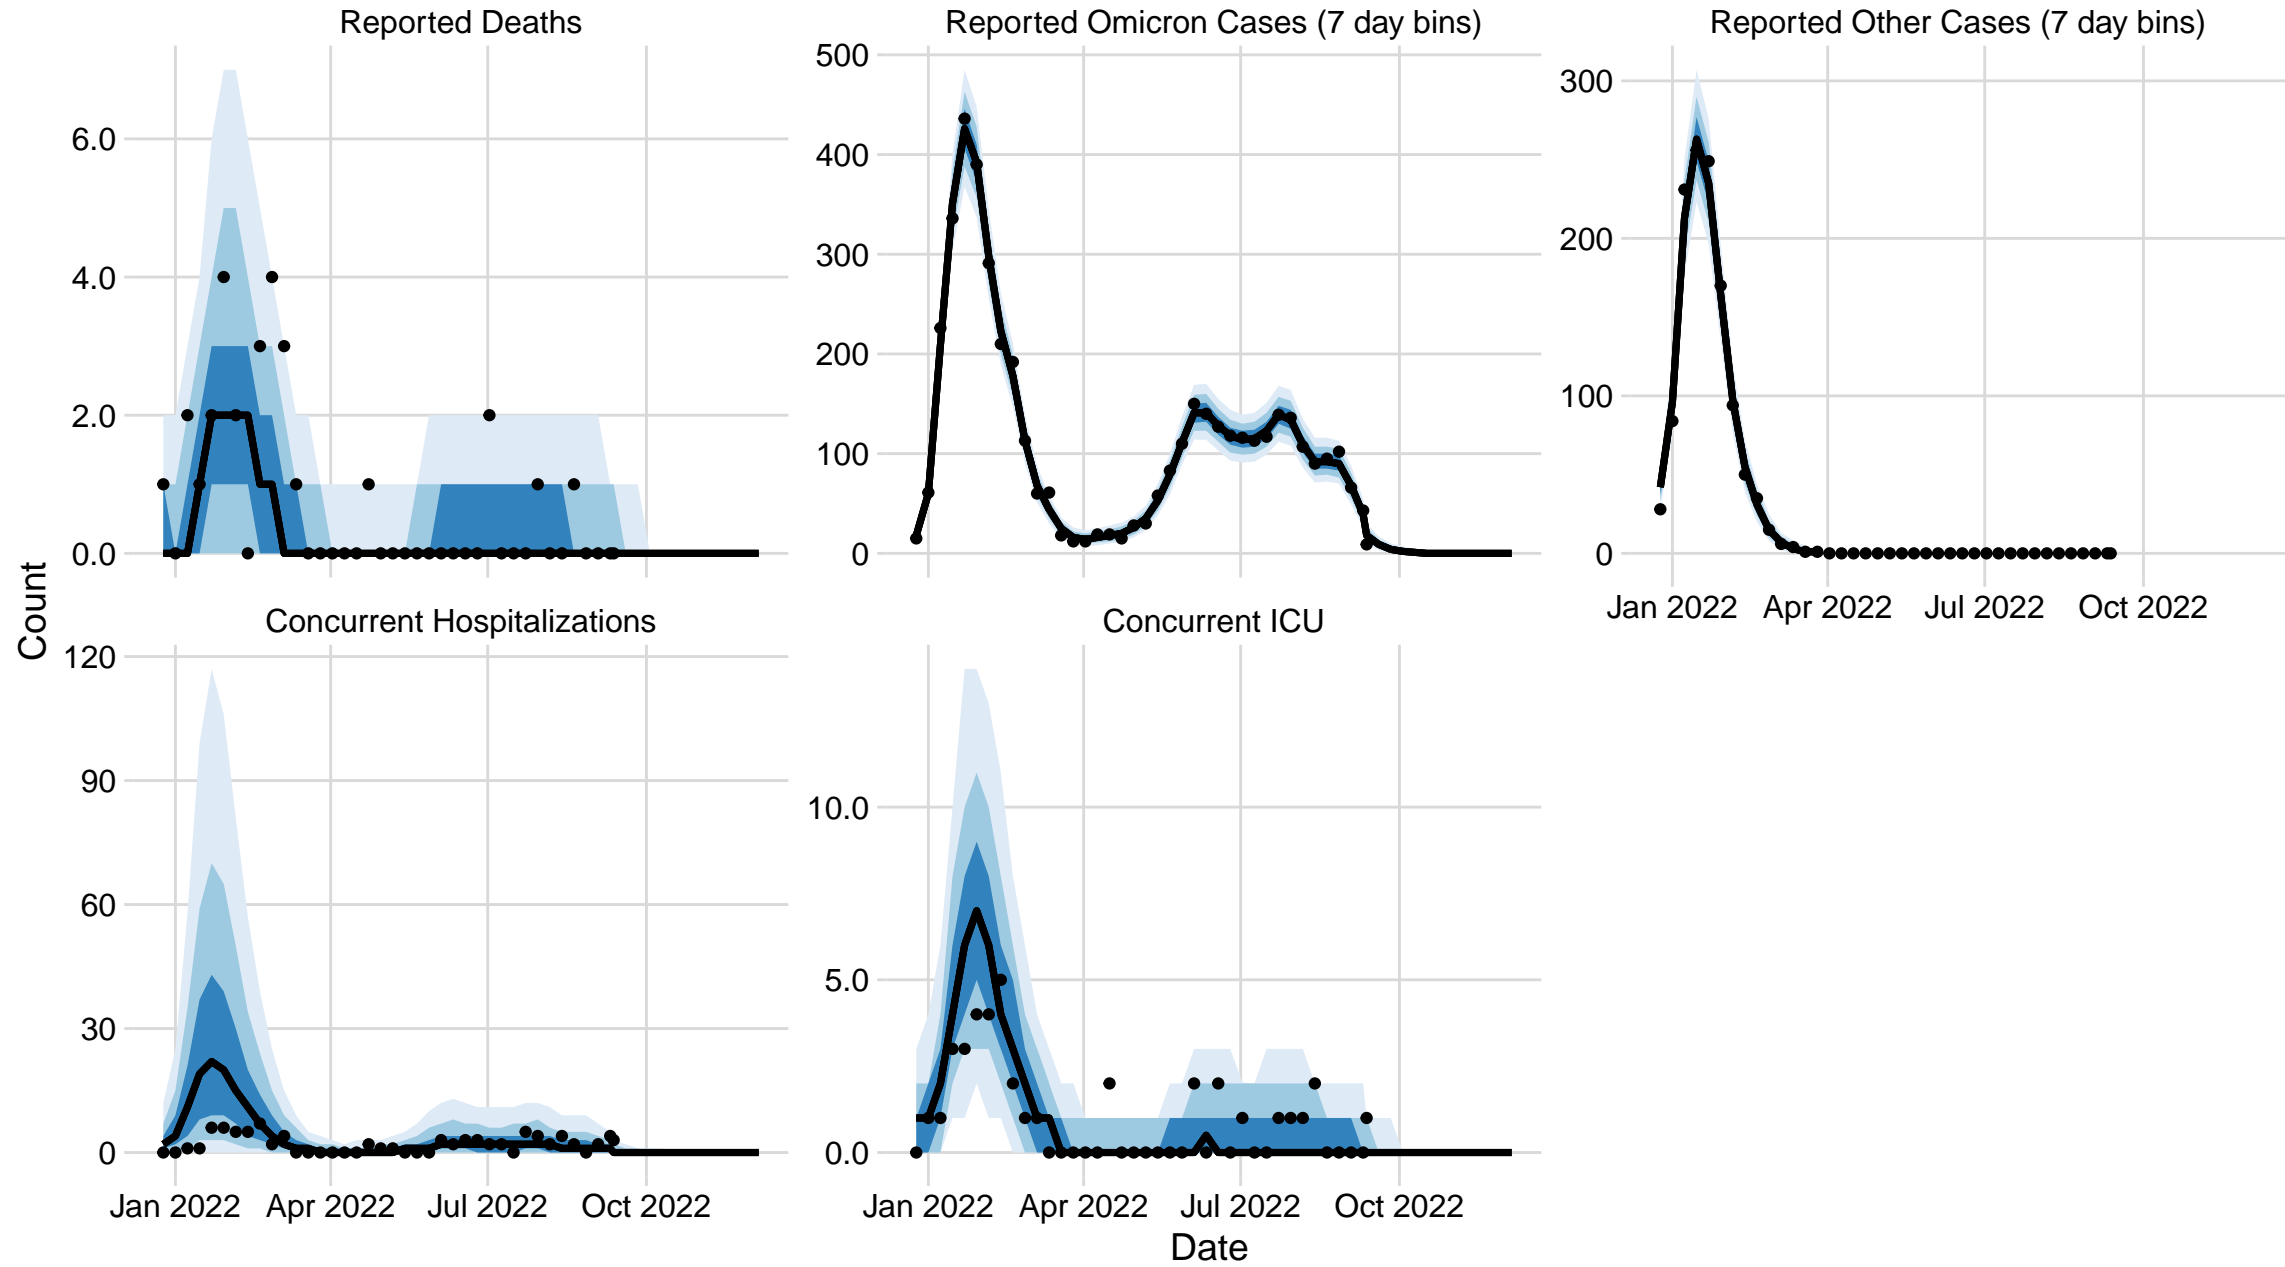 Reported Deaths
Reported Omicron Cases (7 day bins)
Reported Other Cases (7 day bins)
6.0
4.0
2.0
0.0
500
400
300
200
100
0
300
200
100
0
Jan 2022 Apr 2022 Jul 2022 Oct 2022
Count
Concurrent Hospitalizations
Concurrent ICU
120
90
60
30
0
10.0
5.0
0.0
Jan 2022 Apr 2022 Jul 2022 Oct 2022
Jan 2022 Apr 2022 Jul 2022 Oct 2022
Date